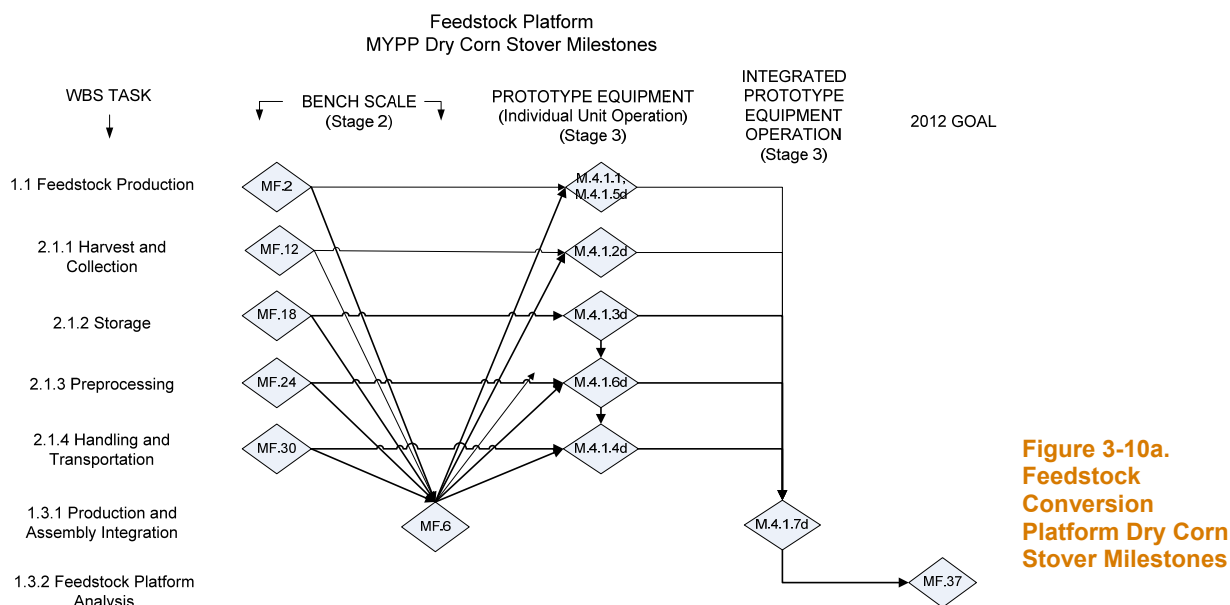 Feedstock Platform
MYPP Dry Corn Stover Milestones
WBS TASK
BENCH SCALE
(Stage 2)
PROTOTYPE EQUIPMENT
(Individual Unit Operation)
(Stage 3)
INTEGRATED
PROTOTYPE
EQUIPMENT
OPERATION
(Stage 3)
2012 GOAL
1.1 Feedstock Production
MF.2
M.4.1.1,
M.4.1.5d
2.1.1 Harvest and
Collection
MF.12
M.4.1.2d
2.1.2 Storage
MF.18
M.4.1.3d
2.1.3 Preprocessing
MF.24
M.4.1.6d
2.1.4 Handling and
Transportation
MF.30
M.4.1.4d
1.3.1 Production and
Assembly Integration
MF.6
M.4.1.7d
1.3.2 Feedstock Platform
Analysis
MF.37
Figure 3-10a.
Feedstock
Conversion
Platform Dry Corn
Stover Milestones